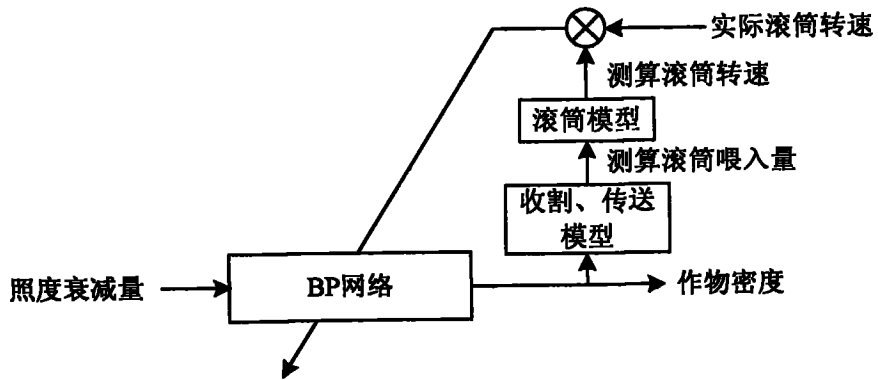 实际滚筒转速
测算滚筒转速
滚筒模型
测算滚筒喂入量
收割、传送
模型
照度衰减量
BP网络
作物密度